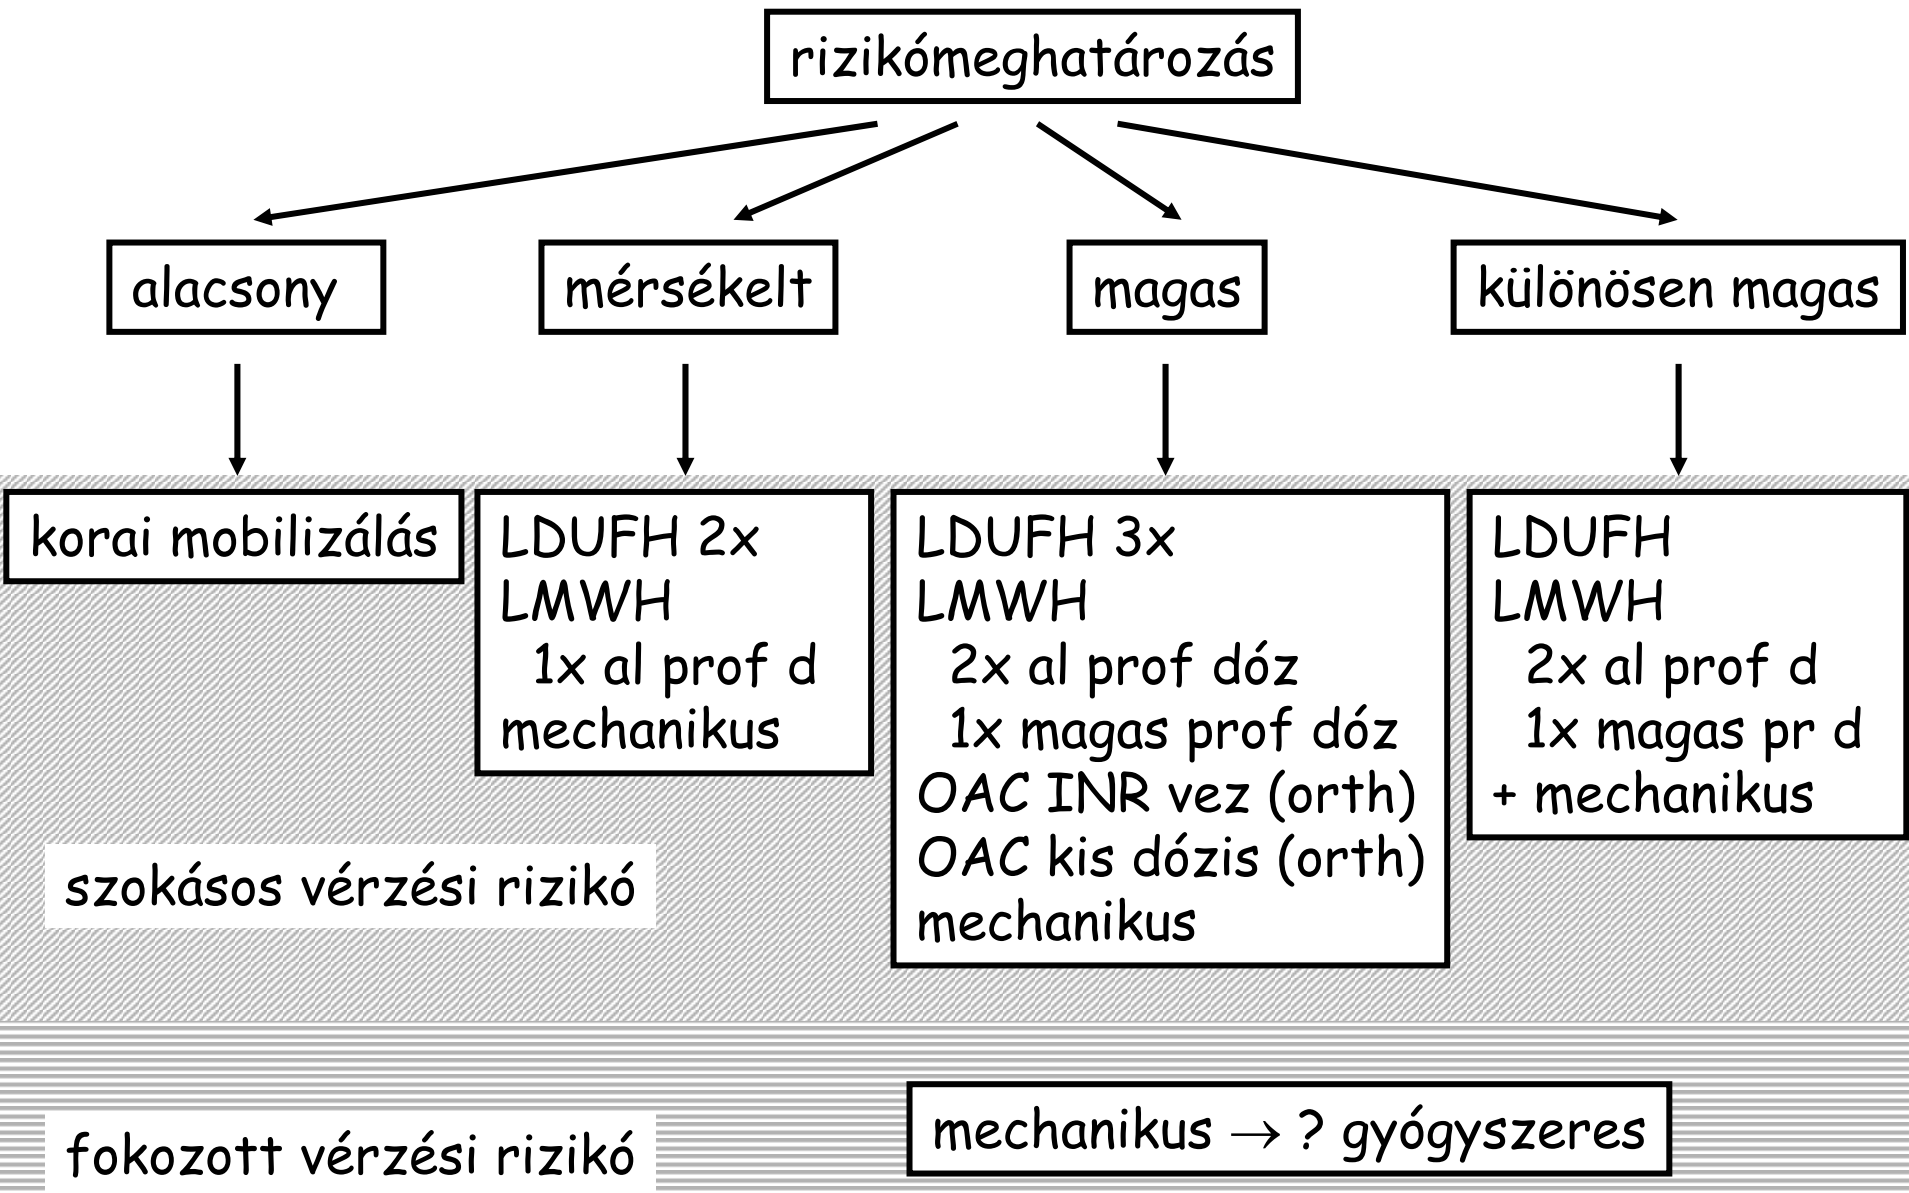 rizikómeghatározás
alacsony
mérsékelt
magas
különösen magas
korai mobilizálás
LDUFH 2x
LMWH
1x al prof d
mechanikus
LDUFH 3x
LMWH
2x al prof dóz
1x magas prof dóz
OAC INR vez (orth)
OAC kis dózis (orth)
mechanikus
LDUFH
LMWH
2x al prof d
1x magas pr d
+ mechanikus
szokásos vérzési rizikó
fokozott vérzési rizikó
mechanikus → ? gyógyszeres